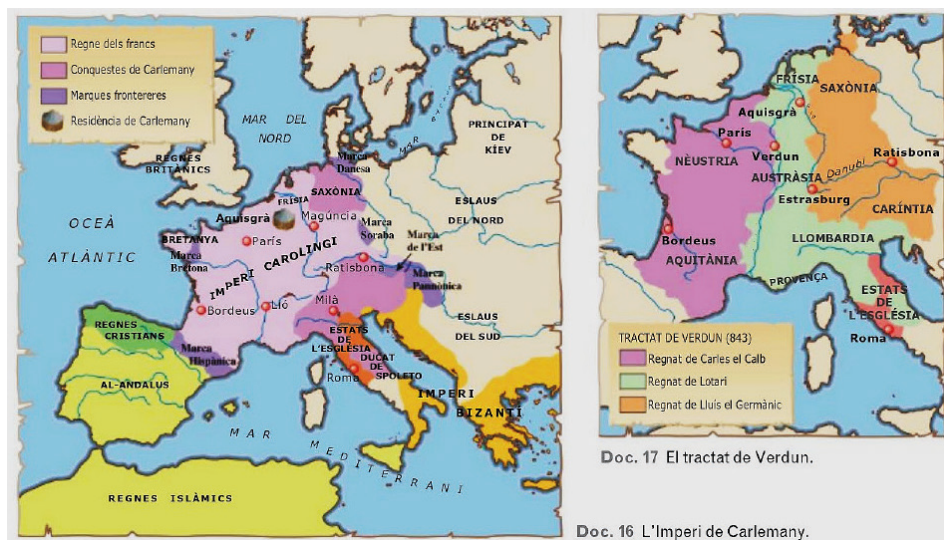 Regne dels francs
Conquestes de Carlemany
Marques frontereres
Residència de Carlemany
MAR DEL
NORD
MAR BÀLTIC
PRINCIPAT
DE
KÍEV
REGNES
BRITÀNICS
Marca
Danesa
SAXÒNIA
FRÍSIA
ESLAUS
DEL NORD
OCEÀ
ATLÀNTIC
Aquisgrà
Magúncia
Marca
Soraba
Marca
de l'Est
BRETANYA
París
Marca
Bretona
IMPERI CAROLINGI
Ratisbona
Marca
Pannònica
Bordeus
Lió
Milà
ESLAUS
DEL SUD
REGNES
CRISTIANS
Marca
Hispànica
ESTATS
DE
L'ESGLÉSIA
DUCAT
DE
SPOLETO
Roma
AL-ANDALUS
IMPERI
BIZANTÍ
MAR
MEDITERRANI
REGNES ISLÀMICS
Doc. 16 L'Imperi de Carlemany.
FRÍSIA
SAXÒNIA
Aquisgrà
París
Verdun
Ratisbona
NÈUSTRIA
AUSTRÀSIA
Danubi
Estrasburg
CARÍNTIA
Bordeus
LLOMBARDIA
AQUITÀNIA
PROVENÇA
ESTATS
DE
L'ESGLÉSIA
Roma
TRACTAT DE VERDUN (843)
Regnat de Carles el Calb
Regnat de Lotari
Regnat de Lluís el Germànic
Doc. 17 El tractat de Verdun.